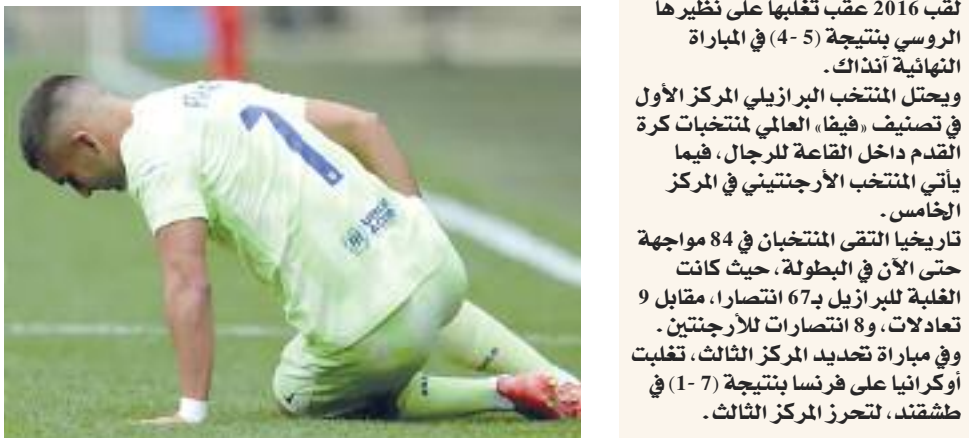 لقب 2016 عقب تغلبها على نظيرها
الروسي بنتيجة (5 -4) في المباراة
النهائية آنذاك.
ويحتل المنتخب البرازيلي المركز الأول
في تصنيف «فيفا» العالمي لمنتخبات كرة
القدم داخل القاعة للرجال، فيما
يأتي المنتخب الأرجنتيني في المركز
الخامس.
تاريخيا التقى المنتخبان في 84 مواجهة
حتى الآن في البطولة، حيث كانت
الغلبة للبرازيل بـ67 انتصارا، مقابل 9
تعادلات، و8 انتصارات للأرجنتين.
وفي مباراة تحديد المركز الثالث، تغلبت
أوكرانيا على فرنسا بنتيجة (7 -1) في
طشقند، لتحرز المركز الثالث.
7